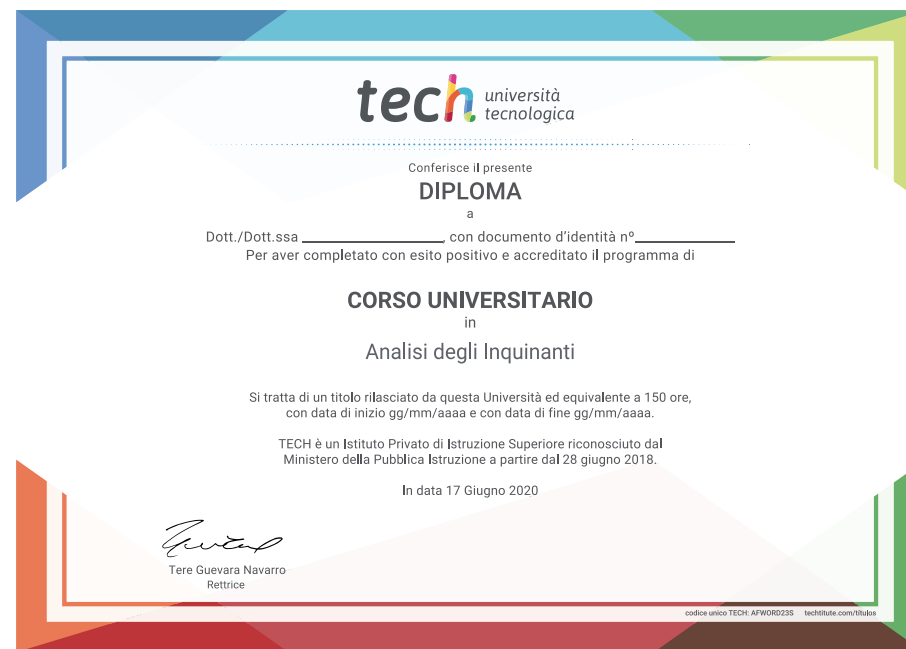 tech università
tecnologica
Conferisce il presente
DIPLOMA
a
Dott./Dott.ssa ____________________, con documento d'identità nº______________
Per aver completato con esito positivo e accreditato il programma di
CORSO UNIVERSITARIO
in
Analisi degli Inquinanti
Si tratta di un titolo rilasciato da questa Università ed equivalente a 150 ore,
con data di inizio gg/mm/aaaa e con data di fine gg/mm/aaaa.
TECH è un Istituto Privato di Istruzione Superiore riconosciuto dal
Ministero della Pubblica Istruzione a partire dal 28 giugno 2018.
In data 17 Giugno 2020
Tere Guevara Navarro
Rettrice
codice unico TECH: AFWORD23S techtitute.com/títulos